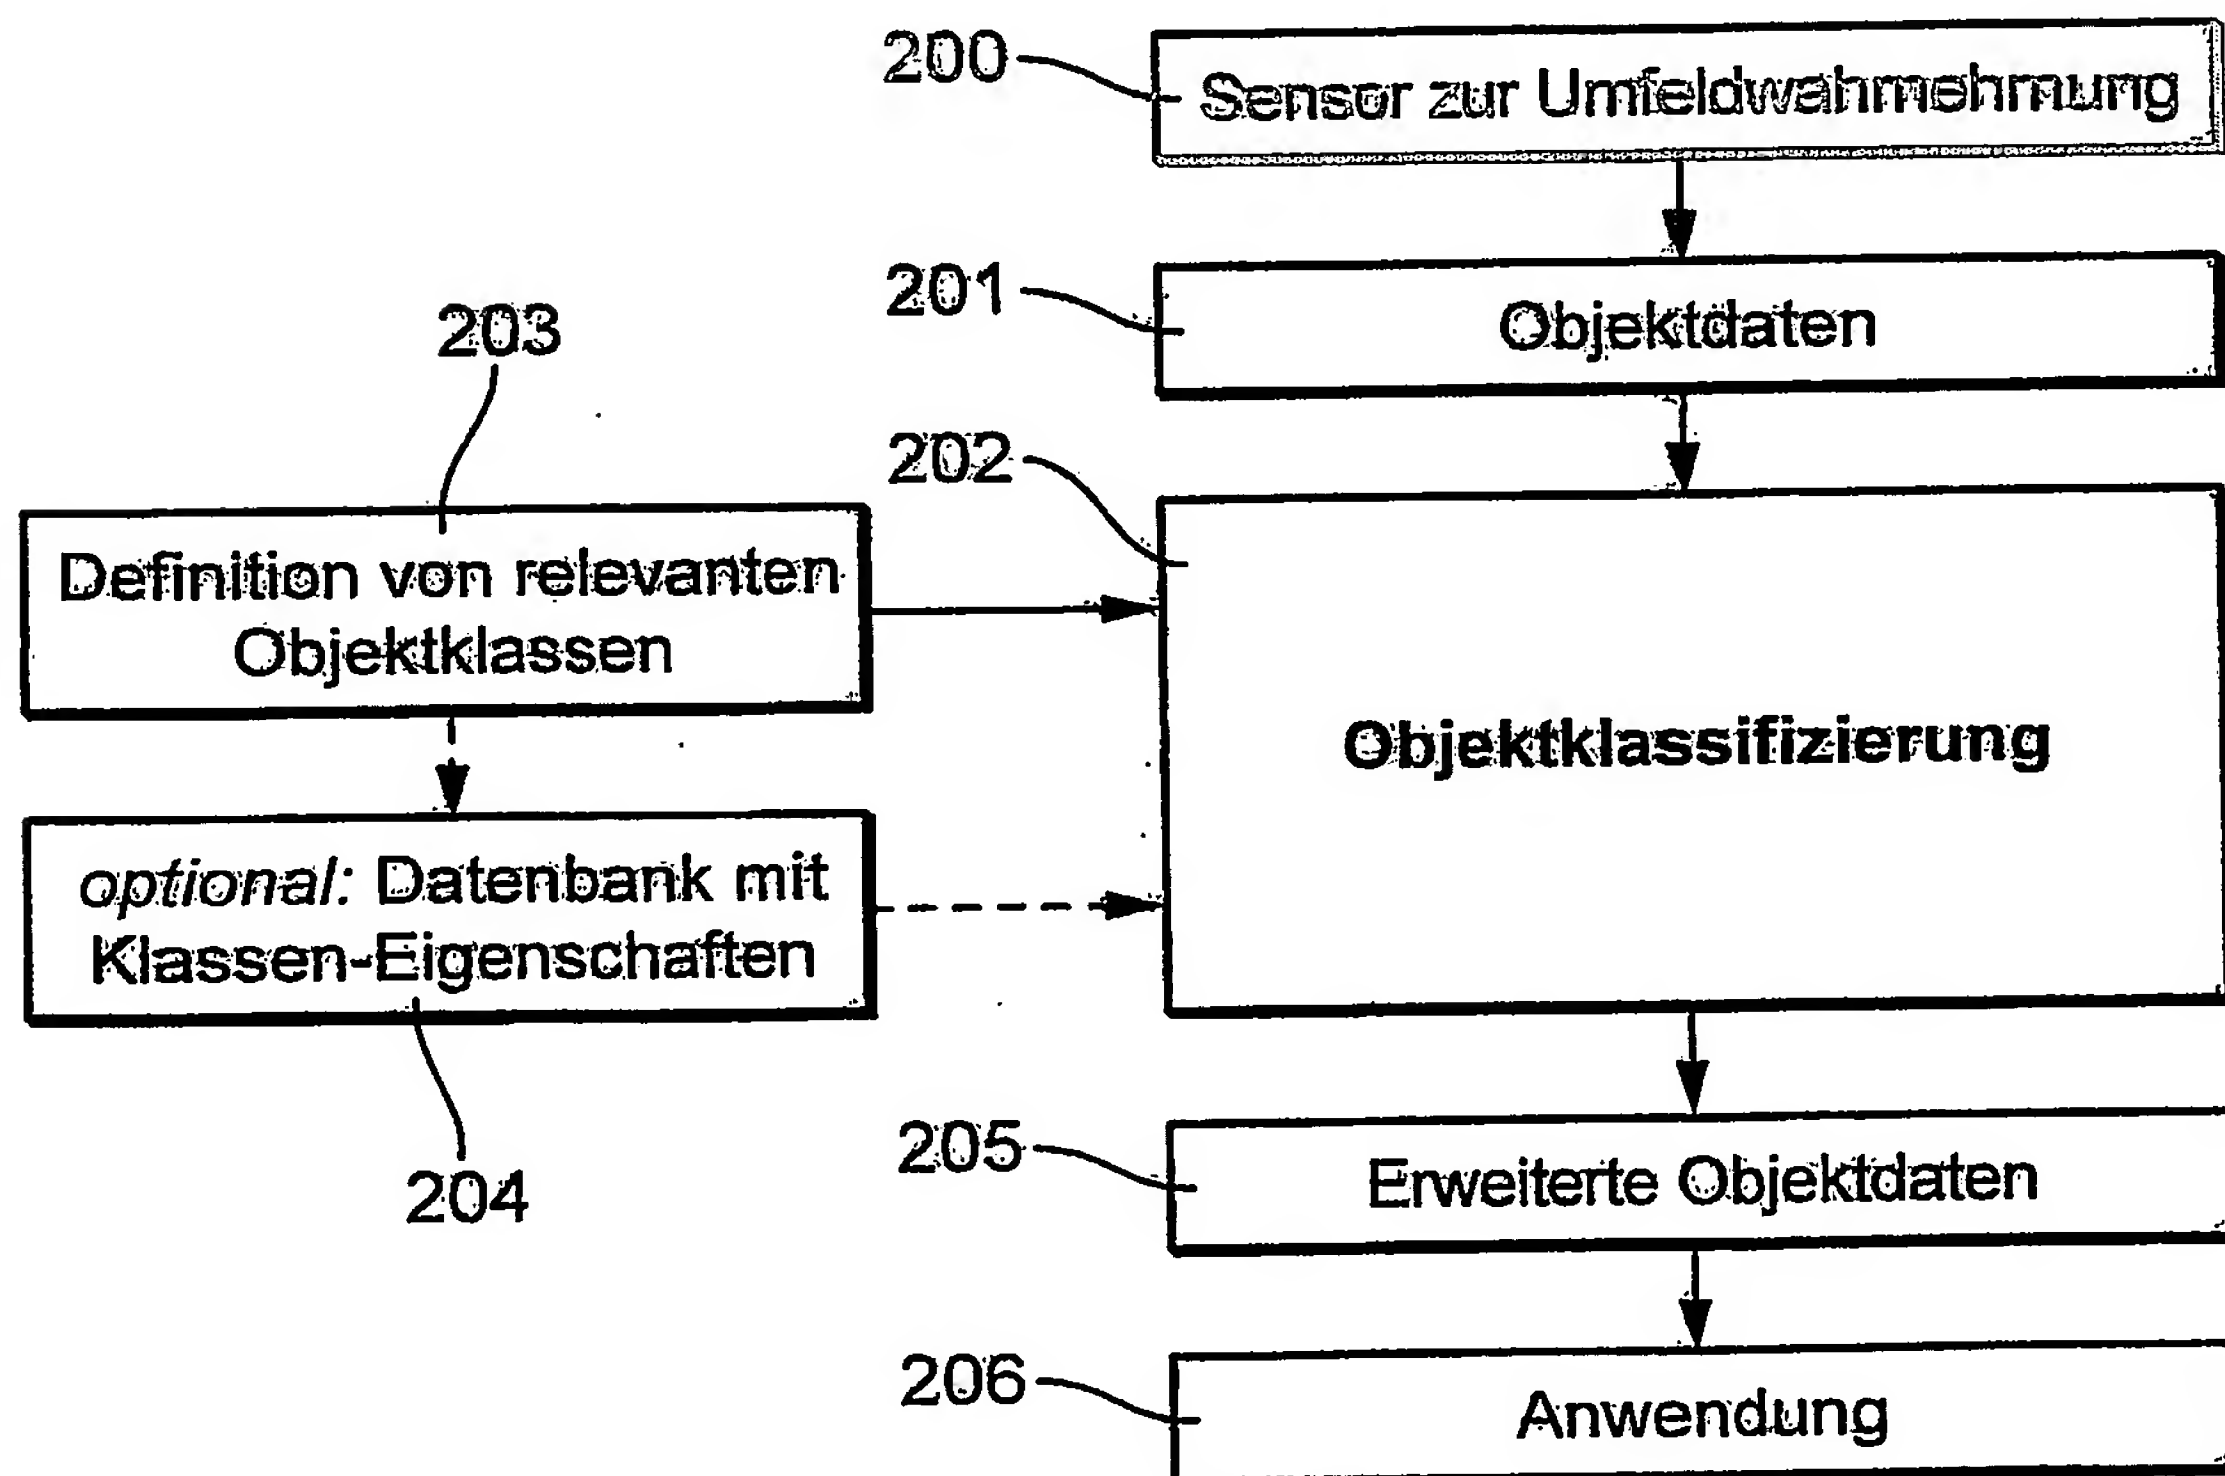 200
Sensor zur Umfeldwahrnehmung
201
Objektdaten
203
202
Definition von relevanten
Objektklassen
Objektklassifizierung
optional: Datenbank mit
Klassen-Eigenschaften
204
205
Erweiterte Objektdaten
206
Anwendung